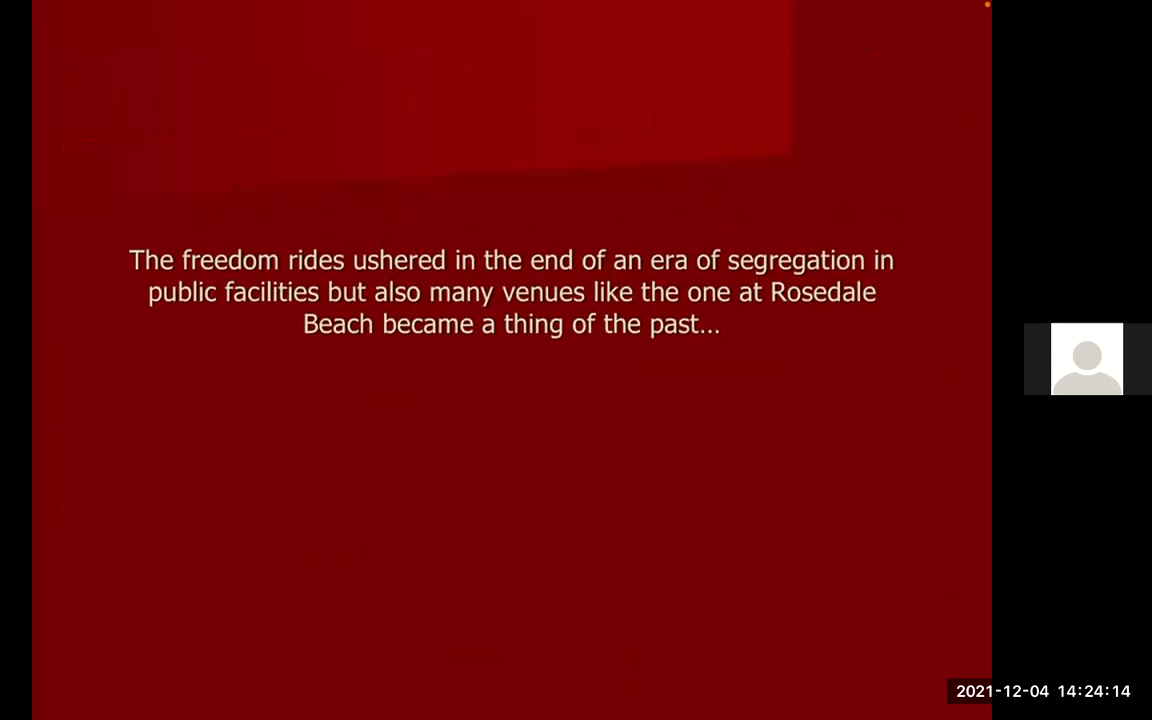 The freedom rides ushered in the end of an era of segregation in
public facilities but also many venues like the one at Rosedale
Beach became a thing of the past...
2021-12-04 14:24:14